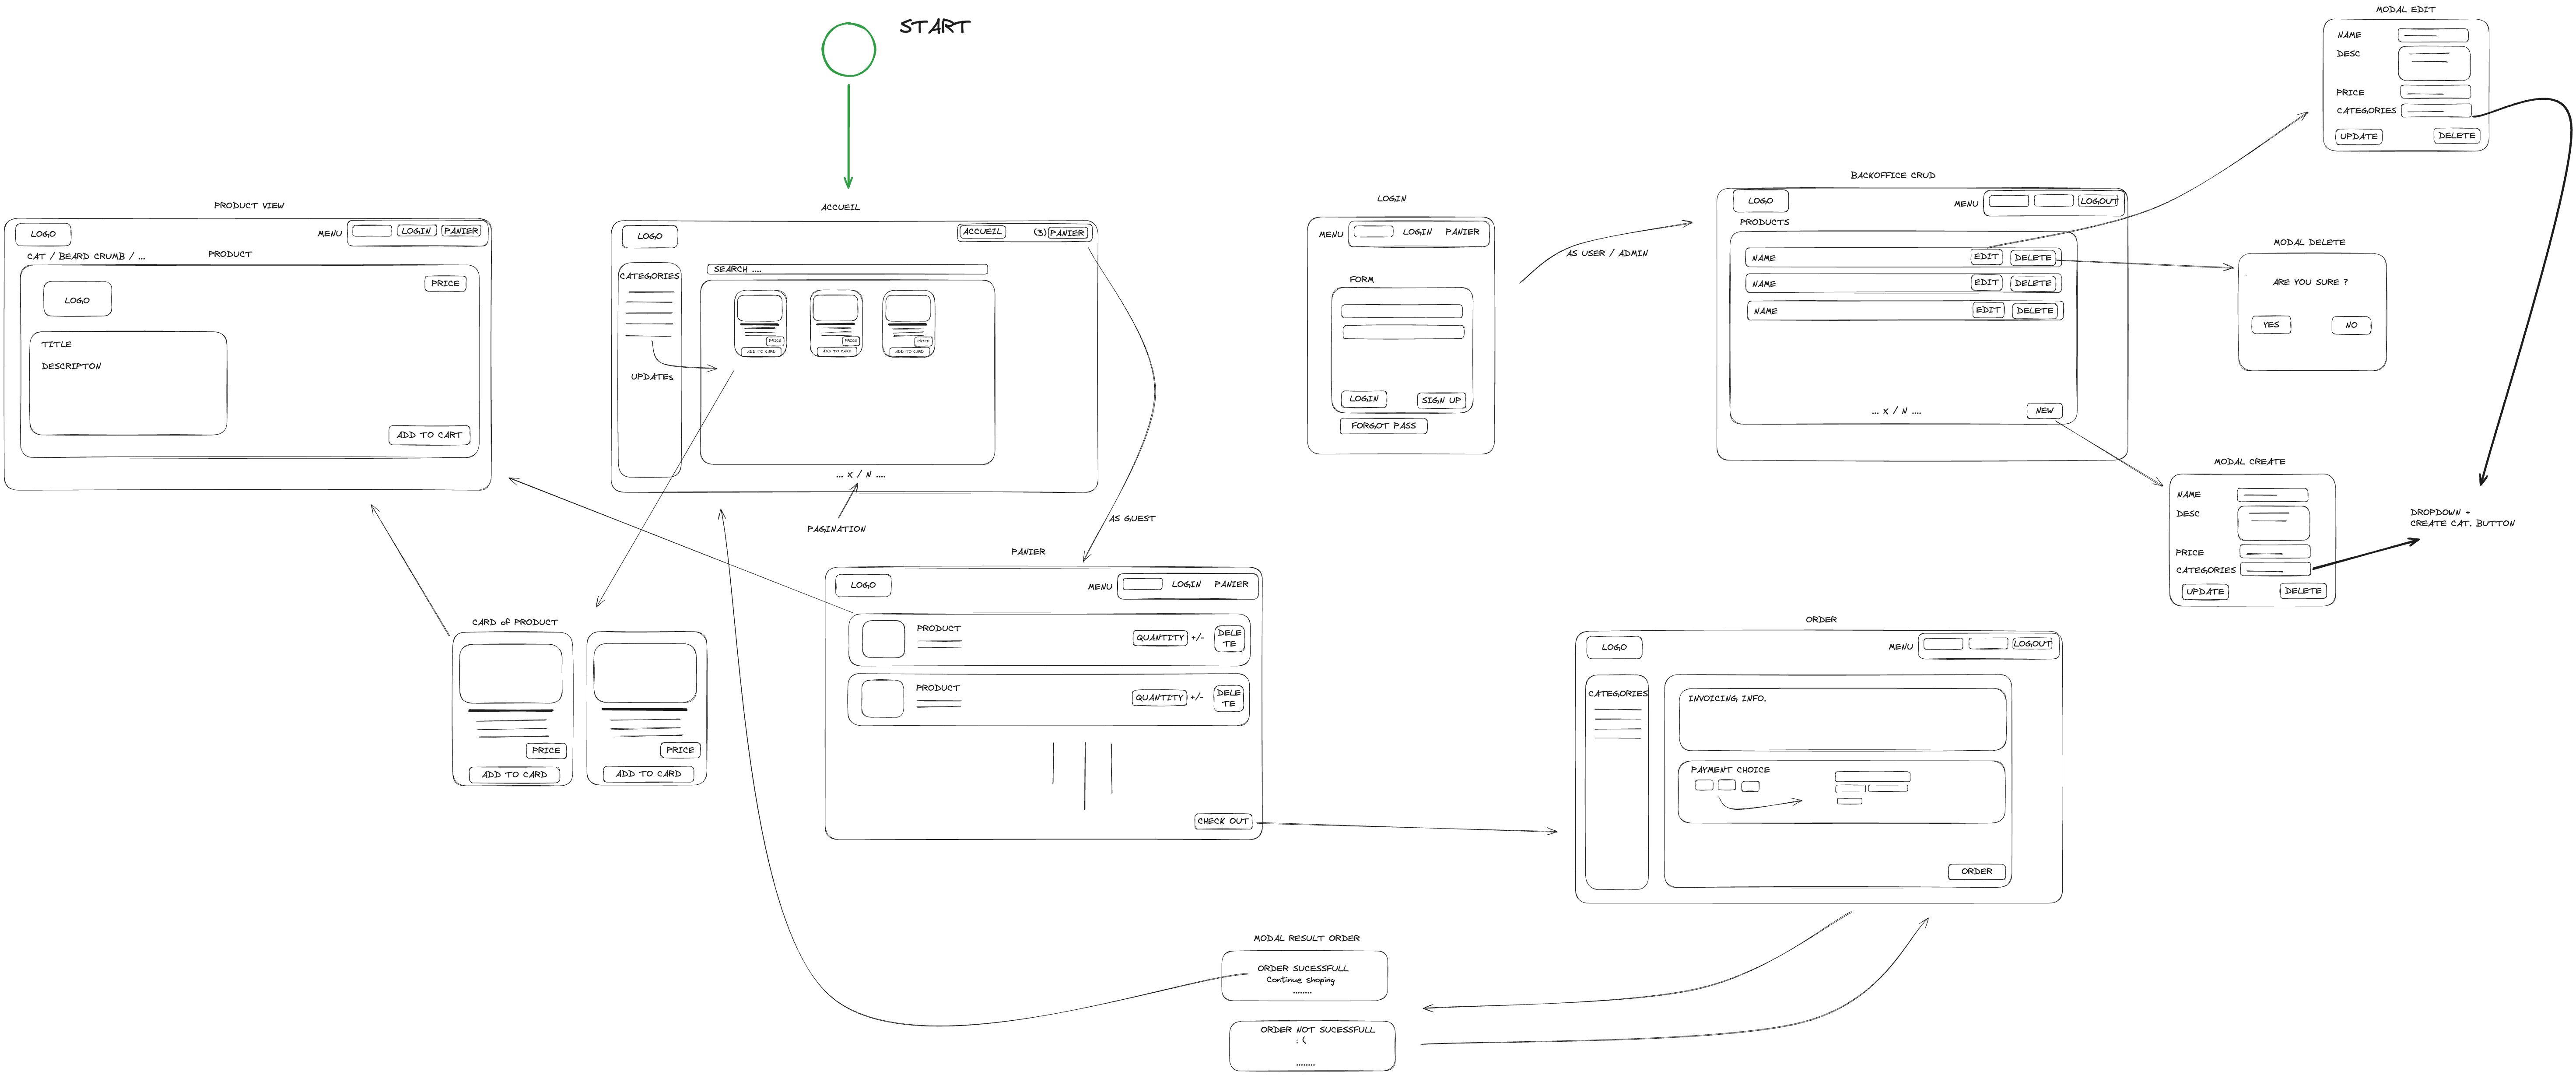 START
MODAL EDIT
NAME
DESC
PRICE
CATEGORIES
UPDATE DELETE
PRODUCT VIEW
LOGO
MENU LOGIN PANIER
CAT / BEARD CRUMB / ... PRODUCT
LOGO
PRICE
TITLE
DESCRIPTON
ADD TO CART
ACCUEIL
LOGO
ACCUEIL (3) PANIER
CATEGORIES
SEARCH ....
PRICE PRICE PRICE
ADD TO CARD ADD TO CARD ADD TO CARD
UPDATEs
... X / N ....
PAGINATION
AS GUEST
LOGIN
MENU LOGIN PANIER
FORM
LOGIN SIGN UP
FORGOT PASS
AS USER / ADMIN
BACKOFFICE CRUD
LOGO
MENU LOGOUT
PRODUCTS
NAME EDIT DELETE
NAME EDIT DELETE
NAME EDIT DELETE
... X / N .... NEW
MODAL DELETE
ARE YOU SURE ?
YES NO
MODAL CREATE
NAME
DESC
PRICE
CATEGORIES
UPDATE DELETE
DROPDOWN +
CREATE CAT. BUTTON
CARD of PRODUCT
PRICE PRICE
ADD TO CARD ADD TO CARD
PANIER
LOGO
MENU LOGIN PANIER
PRODUCT QUANTITY +/- DELE
TE
PRODUCT QUANTITY +/- DELE
TE
CHECK OUT
ORDER
LOGO
MENU LOGOUT
CATEGORIES
INVOICING INFO.
PAYMENT CHOICE
ORDER
MODAL RESULT ORDER
ORDER SUCESSFULL
Continue shoping
........
ORDER NOT SUCESSFULL
: (
........